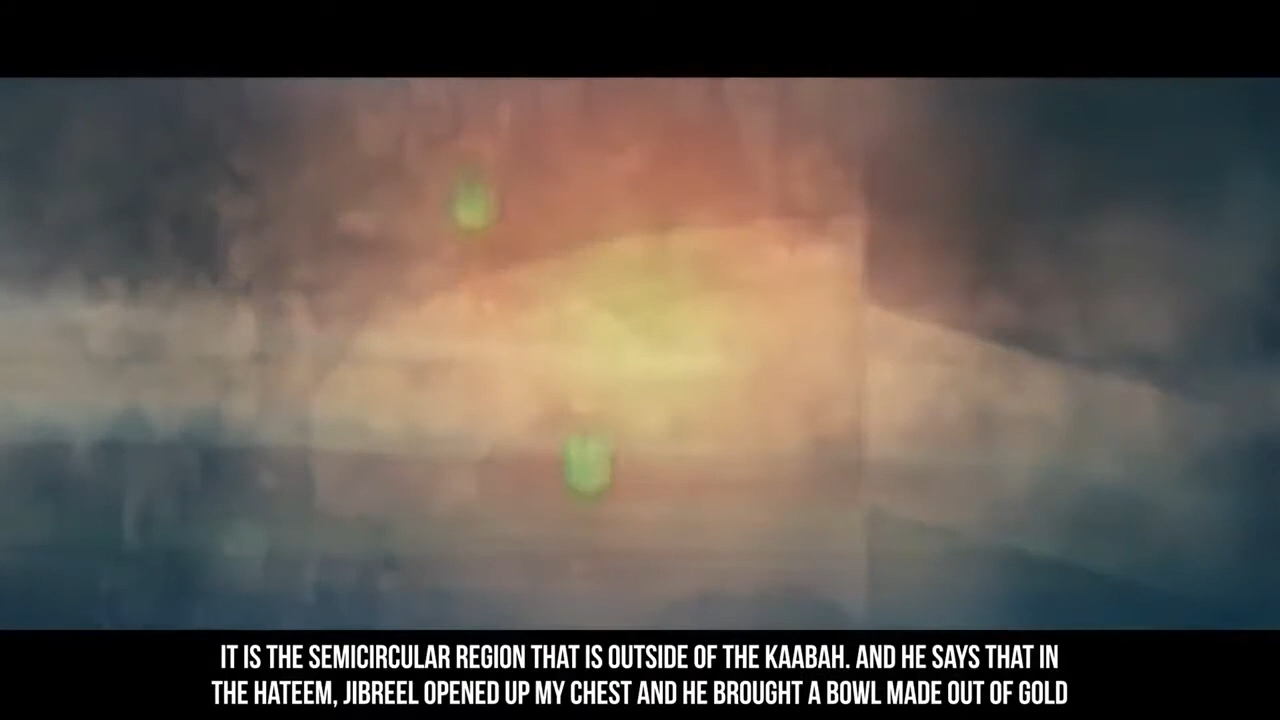 IT IS THE SEMICIRCULAR REGION THAT IS OUTSIDE OF THE KAABAH. AND HE SAYS THAT IN
THE HATEEM, JIBREEL OPENED UP MY CHEST AND HE BROUGHT A BOWL MADE OUT OF GOLD